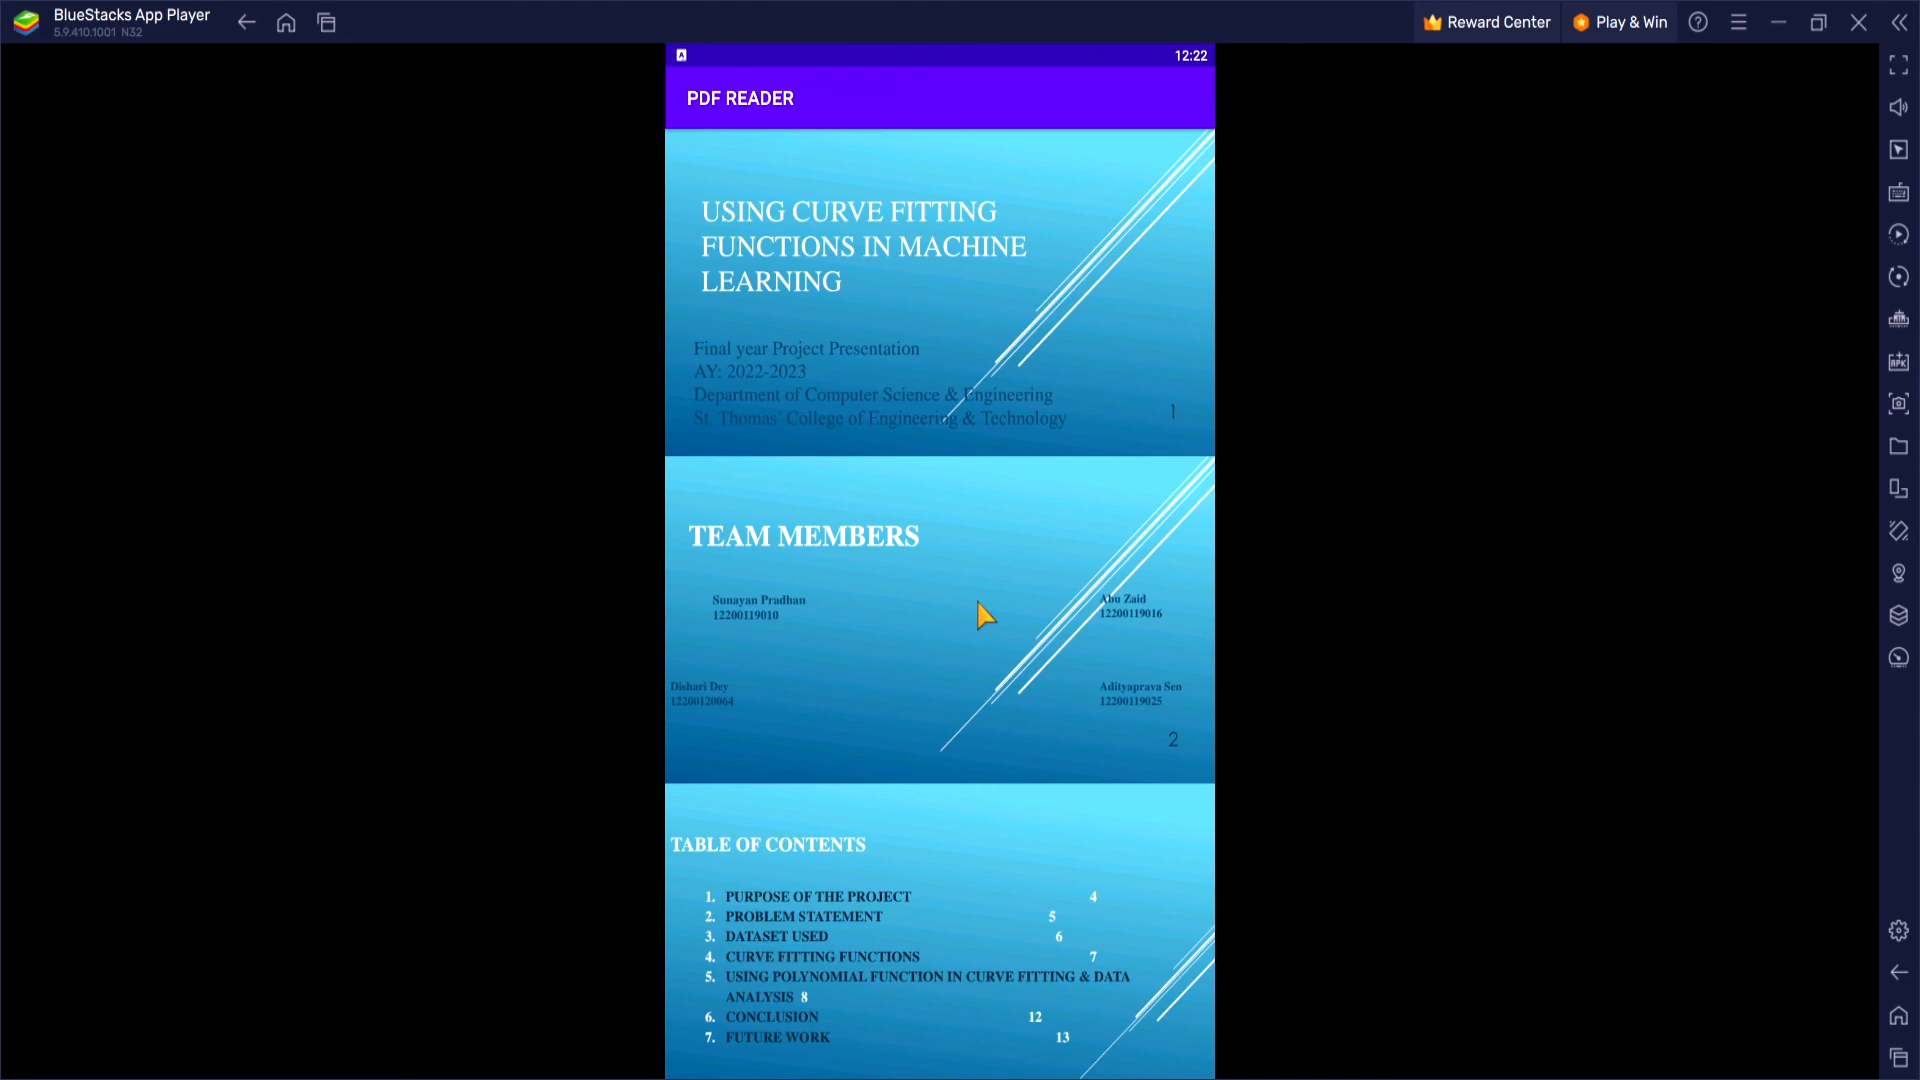 BlueStacks App Player
5.9.410.1001 N32
Reward Center
Play & Win
12:22
PDF READER
USING CURVE FITTING
FUNCTIONS IN MACHINE
LEARNING
Final year Project Presentation
AY: 2022-2023
Department of Computer Science & Engineering
St. Thomas' College of Engineering & Technology
1
TEAM MEMBERS
Sunayan Pradhan
12200119010
Abu Zaid
12200119016
Dishari Dey
12200120064
Adityaprava Sen
12200119025
2
TABLE OF CONTENTS
1. PURPOSE OF THE PROJECT 4
2. PROBLEM STATEMENT 5
3. DATASET USED 6
4. CURVE FITTING FUNCTIONS 7
5. USING POLYNOMIAL FUNCTION IN CURVE FITTING & DATA
ANALYSIS 8
6. CONCLUSION 12
7. FUTURE WORK 13